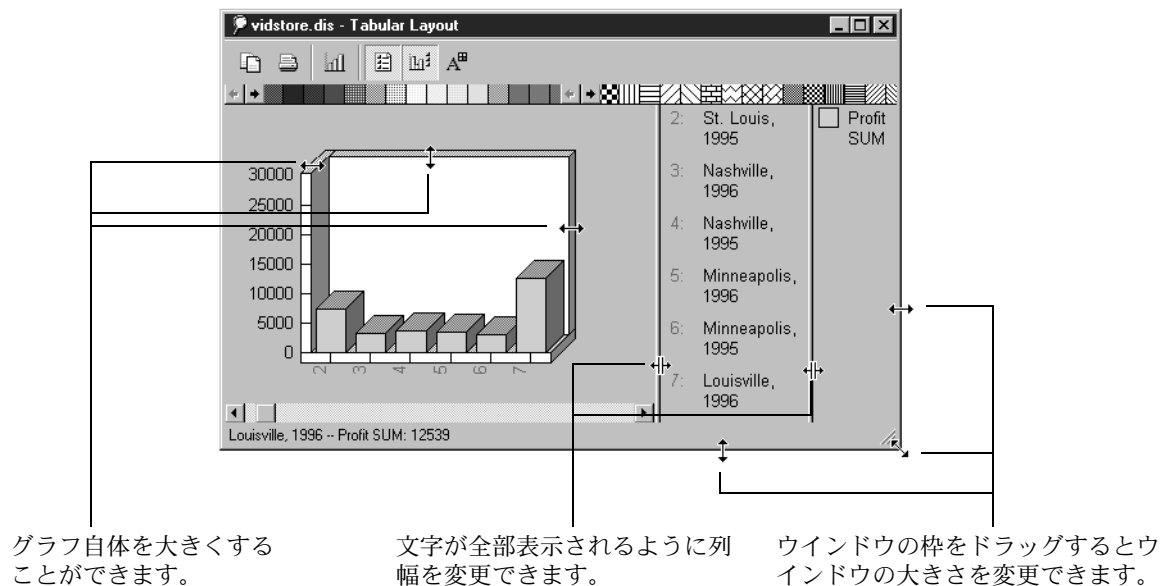 vidstore.dis - Tabular Layout
A
30000
25000
20000
15000
10000
5000
0
2
3
4
5
6
7
2: St. Louis,
1995
3: Nashville,
1996
4: Nashville,
1995
5: Minneapolis,
1996
6: Minneapolis,
1995
7: Louisville,
1996
Profit
SUM
Louisville, 1996 -- Profit SUM: 12539
グラフ自体を大きくする
ことができます。
文字が全部表示されるように列
幅を変更できます。
ウインドウの枠をドラッグするとウ
インドウの大きさを変更できます。